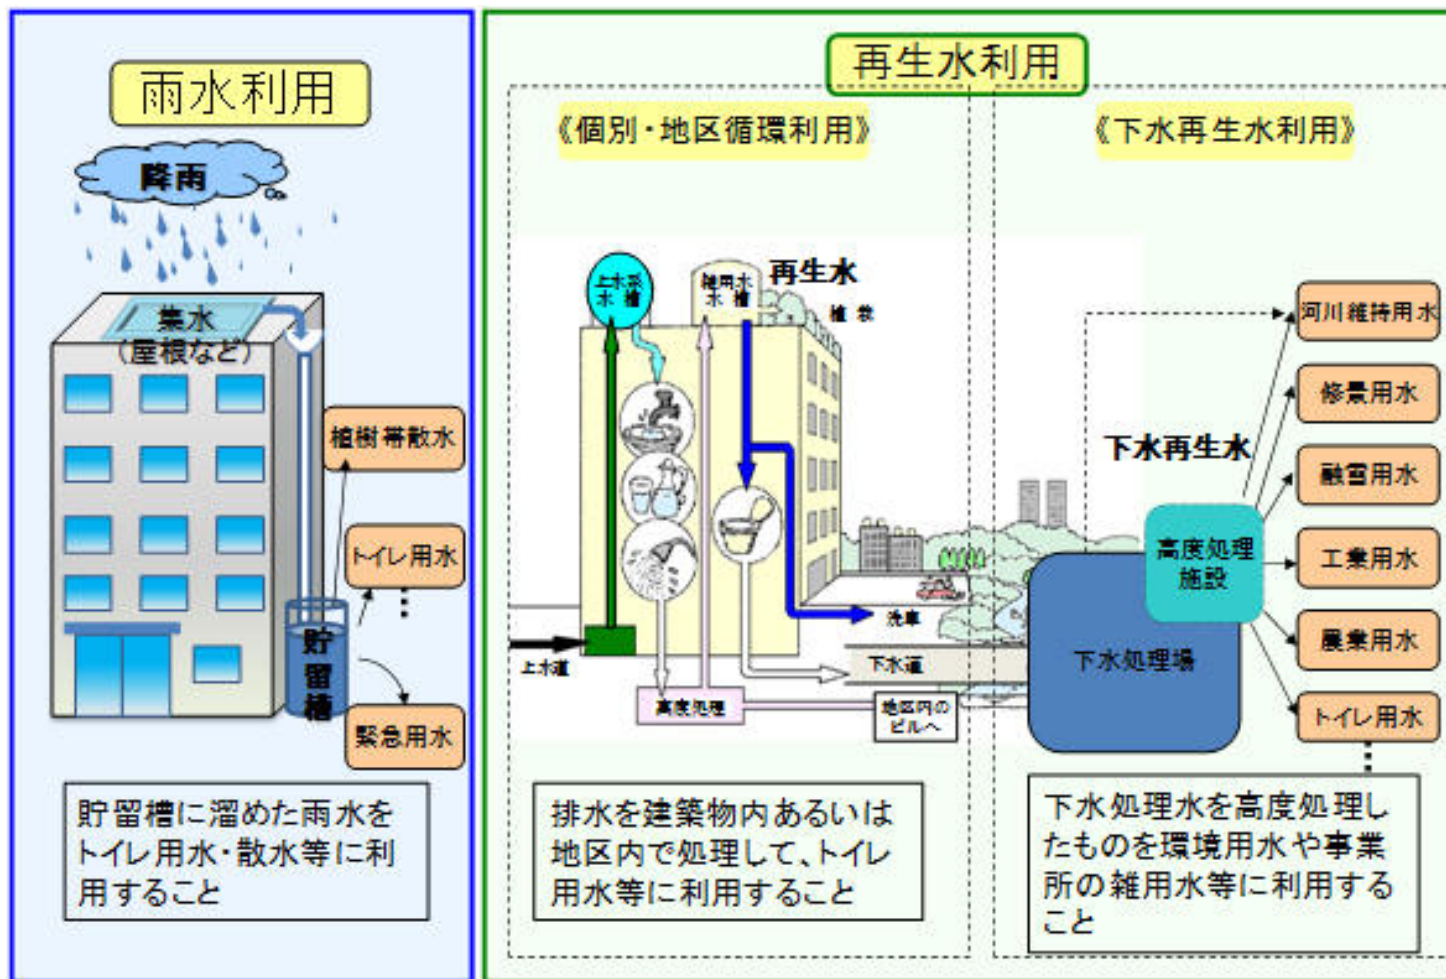 雨水利用
降雨
集水
(屋根など)
植樹帯散水
トイレ用水
貯留槽
緊急用水
貯留槽に溜めた雨水を
トイレ用水・散水等に利
用すること
再生水利用
《個別・地区循環利用》
上水系
水槽
雑用水
水槽
再生水
植栽
洗車
上水道
下水道
高度処理
地区内の
ビルへ
排水を建築物内あるいは
地区内で処理して、トイレ
用水等に利用すること
《下水再生水利用》
下水再生水
高度処理
施設
下水処理場
河川維持用水
修景用水
融雪用水
工業用水
農業用水
トイレ用水
下水処理水を高度処理し
たものを環境用水や事業
所の雑用水等に利用する
こと